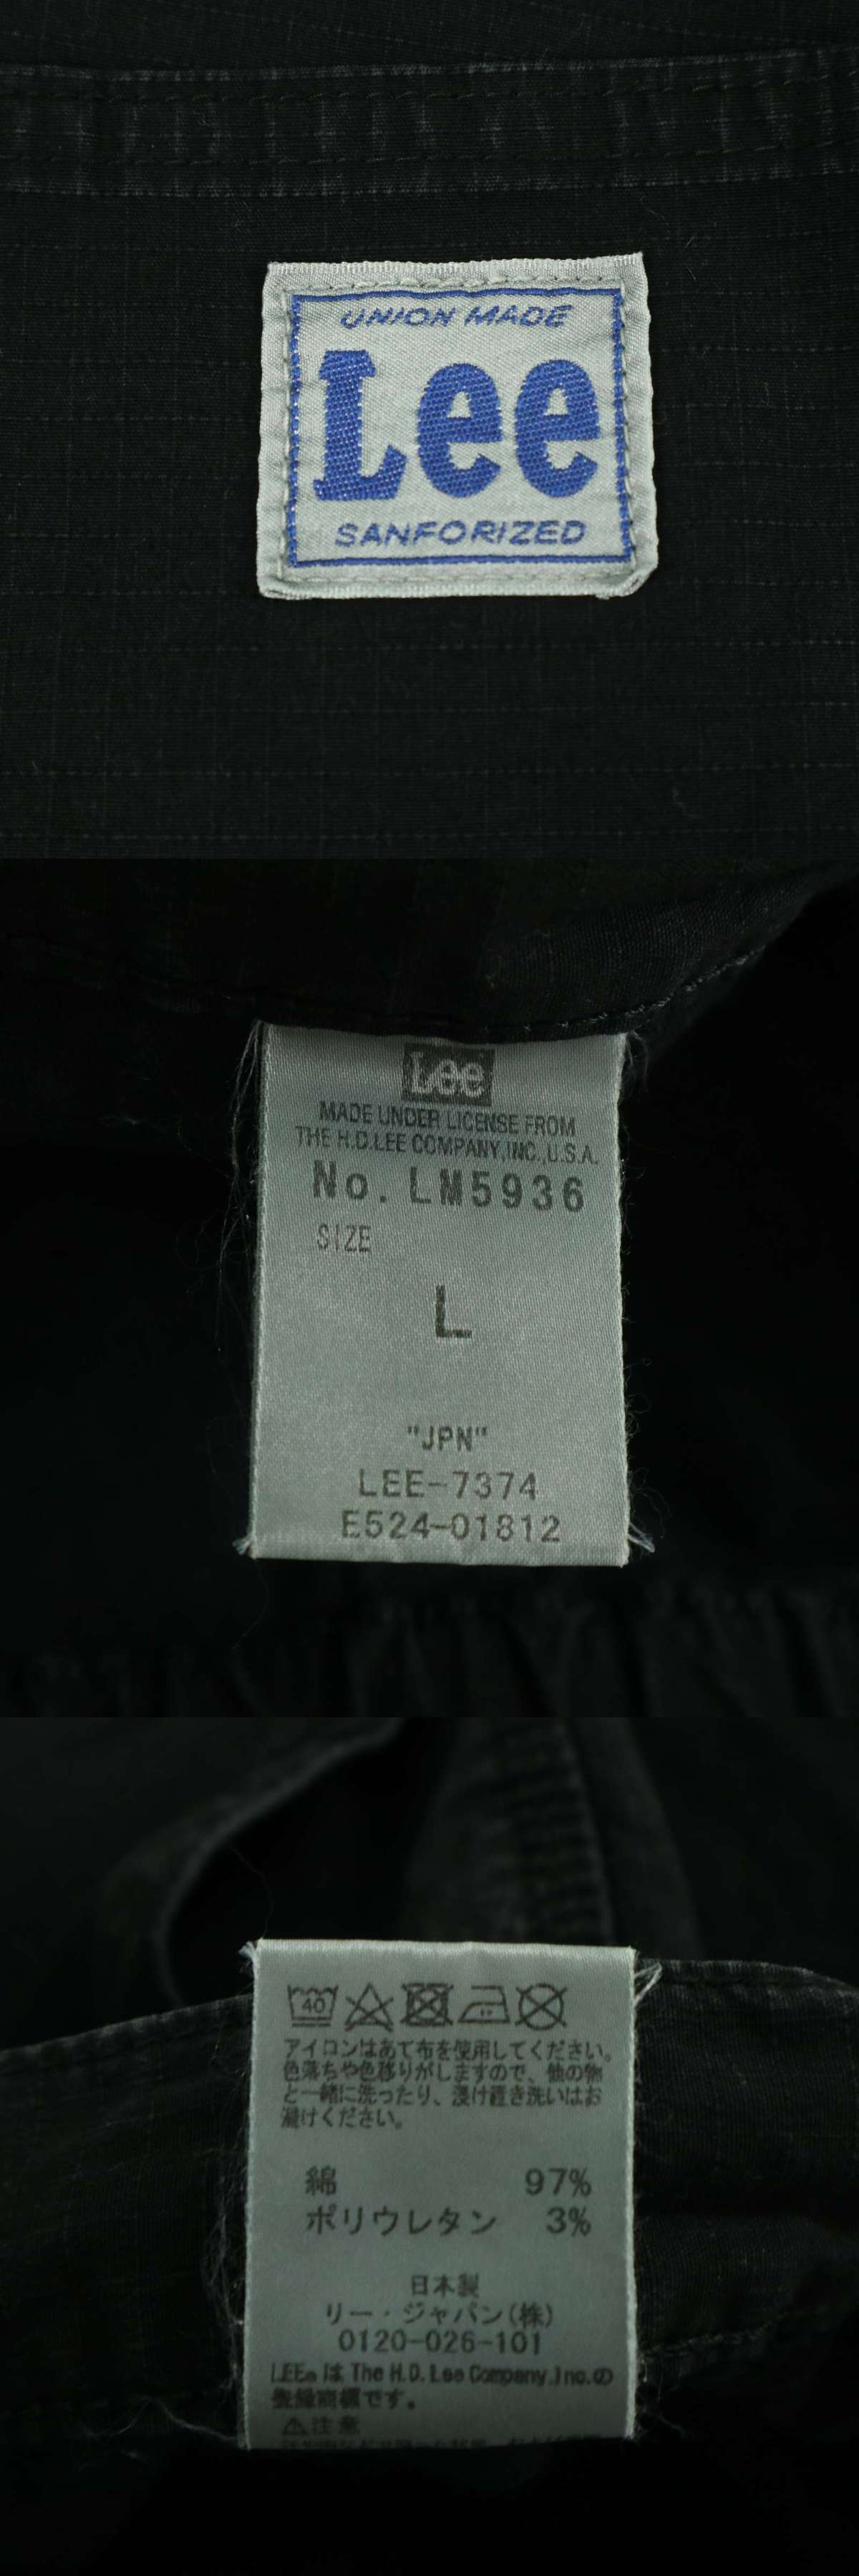 UNION MADE
Lee
SANFORIZED
Lee
MADE UNDER LICENSE FROM
THE H.D.LEE COMPANY,INC.,U.S.A.
No. LM5936
SIZE
L
"JPN"
LEE-7374
E524-01812
40
アイロンはあて布を使用してください。
色落ちや色移りがしますので、他の物
と一緒に洗ったり、浸け置き洗いはお
避けください。
綿 97%
ポリウレタン 3%
日本製
リー・ジャパン(株)
0120-026-101
LEE® は The H.D. Lee Company,Inc.の
登録商標です。
⚠注意